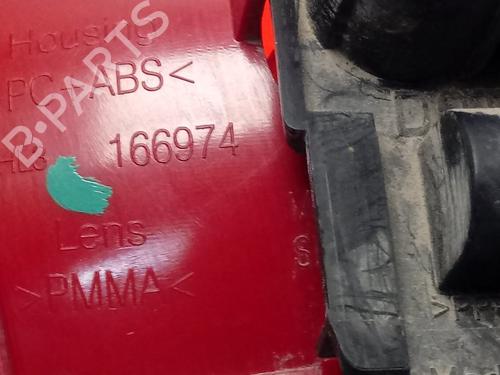 Housing
PC+ABS<
166974
Lens
>PMMA<
B-PARTS